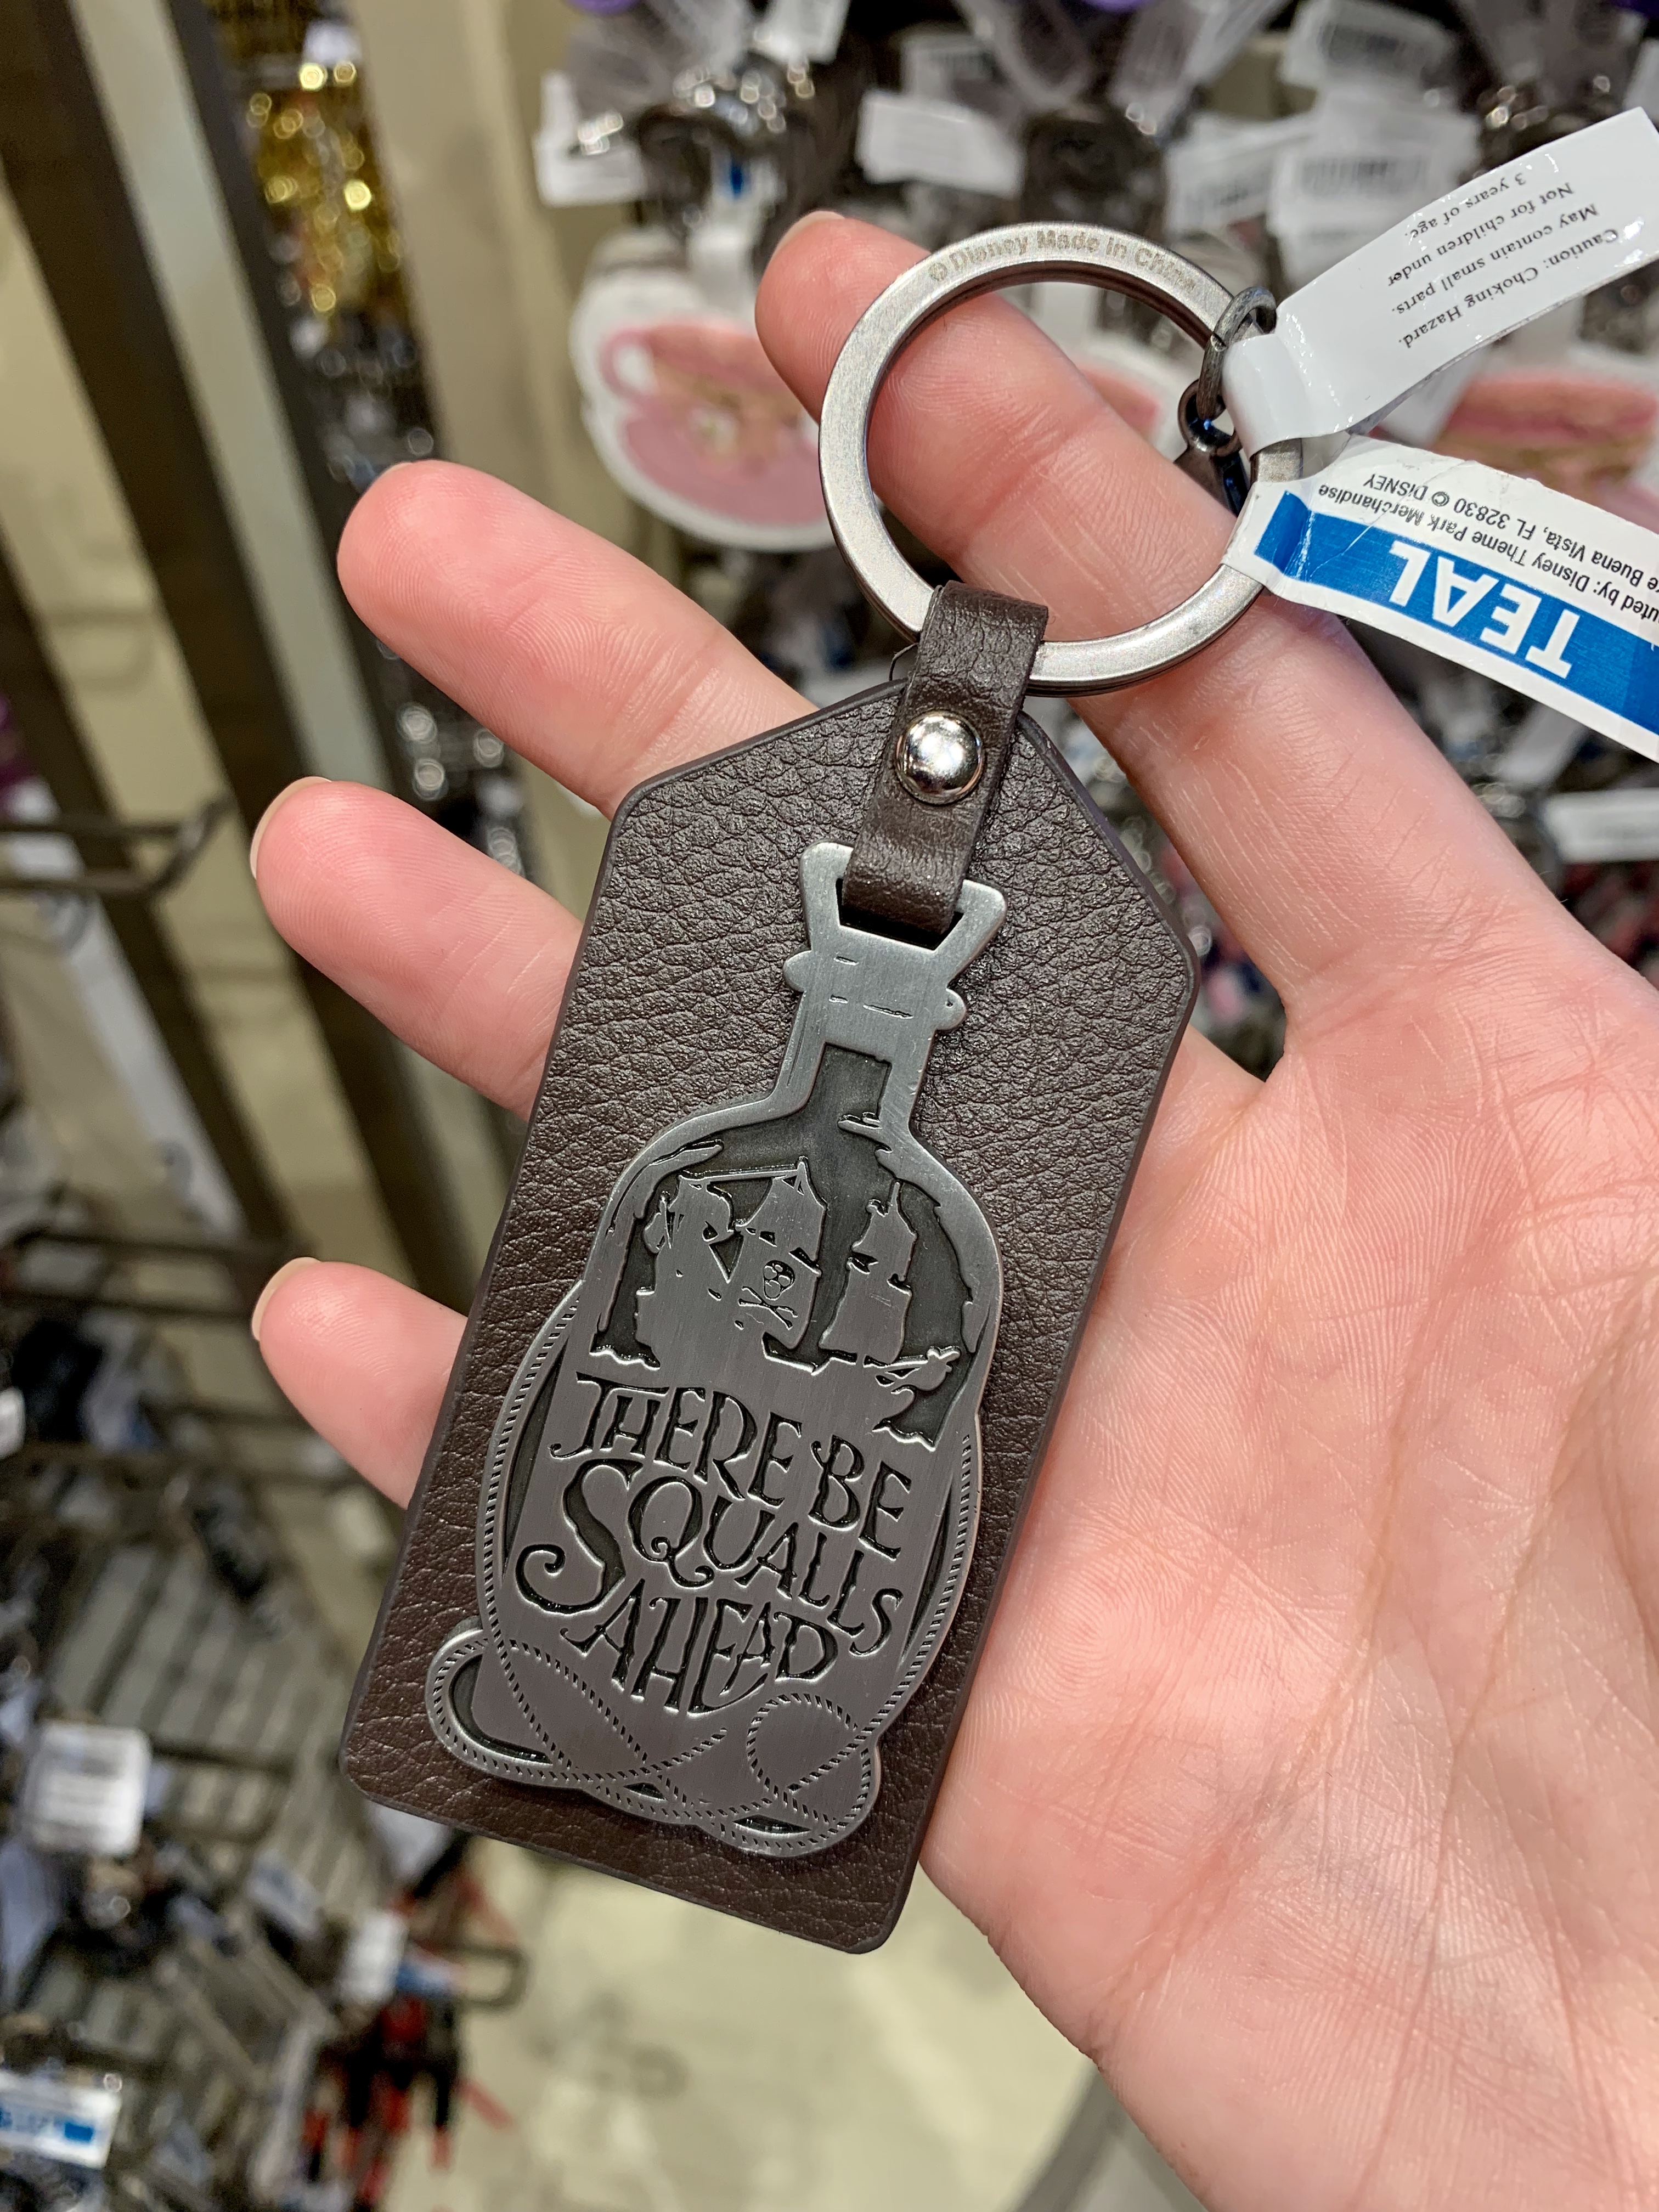 © Disney Made in China
Caution: Choking Hazard.
May contain small parts.
Not for children under
3 years of age
TEAL
Disney Theme Park Merchandise
Buena Vista, FL 32830 © DISNEY
THERE BE
SQUALLS
AHEAD